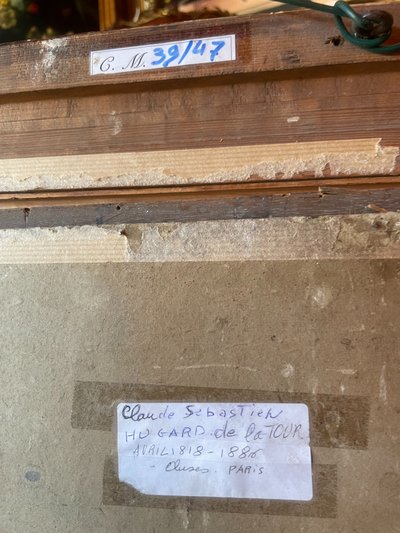 C. M. 39/47
Claude Sebastien
HUGARD. de la TOUR
AVRIL 1818 - 1886
- Cluses. PARIS